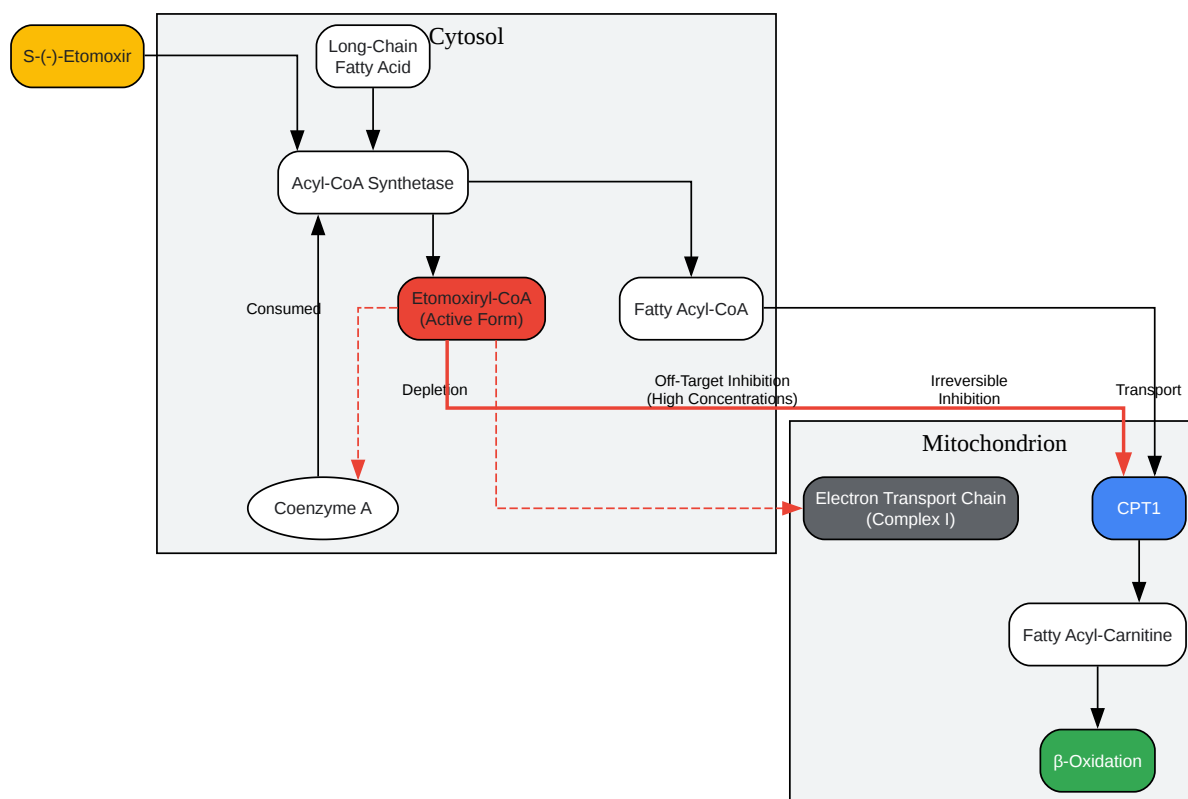 Cytosol
S-(-)-Etomoxir
Long-Chain
Fatty Acid
Acyl-CoA Synthetase
Consumed
Etomoxiryl-CoA
(Active Form)
Fatty Acyl-CoA
Depletion
Off-Target Inhibition
(High Concentrations)
Irreversible
Inhibition
Transport
Mitochondrion
Coenzyme A
Electron Transport Chain
(Complex I)
CPT1
Fatty Acyl-Carnitine
β-Oxidation